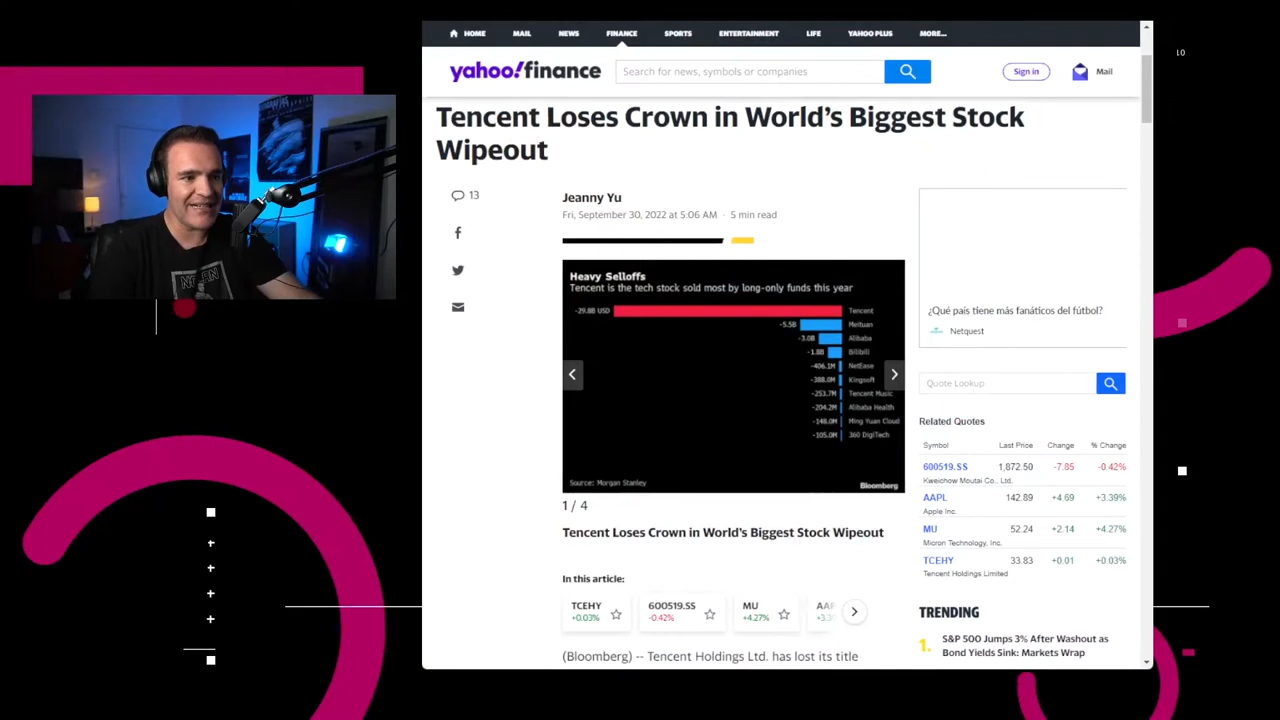 HOME MAIL NEWS FINANCE SPORTS ENTERTAINMENT LIFE YAHOO PLUS MORE...
yahoo!finance
Search for news, symbols or companies
Sign in
Mail
Tencent Loses Crown in World's Biggest Stock
Wipeout
13
Jeanny Yu
Fri, September 30, 2022 at 5:06 AM · 5 min read
Heavy Selloffs
Tencent is the tech stock sold most by long-only funds this year
-29.8B USD Tencent
-5.5B Meituan
-3.0B Alibaba
-1.8B Bilibili
-406.1M NetEase
-388.0M Kingsoft
-253.7M Tencent Music
-204.2M Alibaba Health
-148.0M Ming Yuan Cloud
-105.0M 360 DigiTech
Source: Morgan Stanley
Bloomberg
1 / 4
Tencent Loses Crown in World's Biggest Stock Wipeout
In this article:
TCEHY
+0.03%
600519.SS
-0.42%
MU
+4.27%
(Bloomberg) -- Tencent Holdings Ltd. has lost its title
¿Qué país tiene más fanáticos del fútbol?
Netquest
Quote Lookup
Related Quotes
Symbol Last Price Change % Change
600519.SS 1,872.50 -7.85 -0.42%
Kweichow Moutai Co., Ltd.
AAPL 142.89 +4.69 +3.39%
Apple Inc.
MU 52.24 +2.14 +4.27%
Micron Technology, Inc.
TCEHY 33.83 +0.01 +0.03%
Tencent Holdings Limited
TRENDING
1. S&P 500 Jumps 3% After Washout as
Bond Yields Sink: Markets Wrap